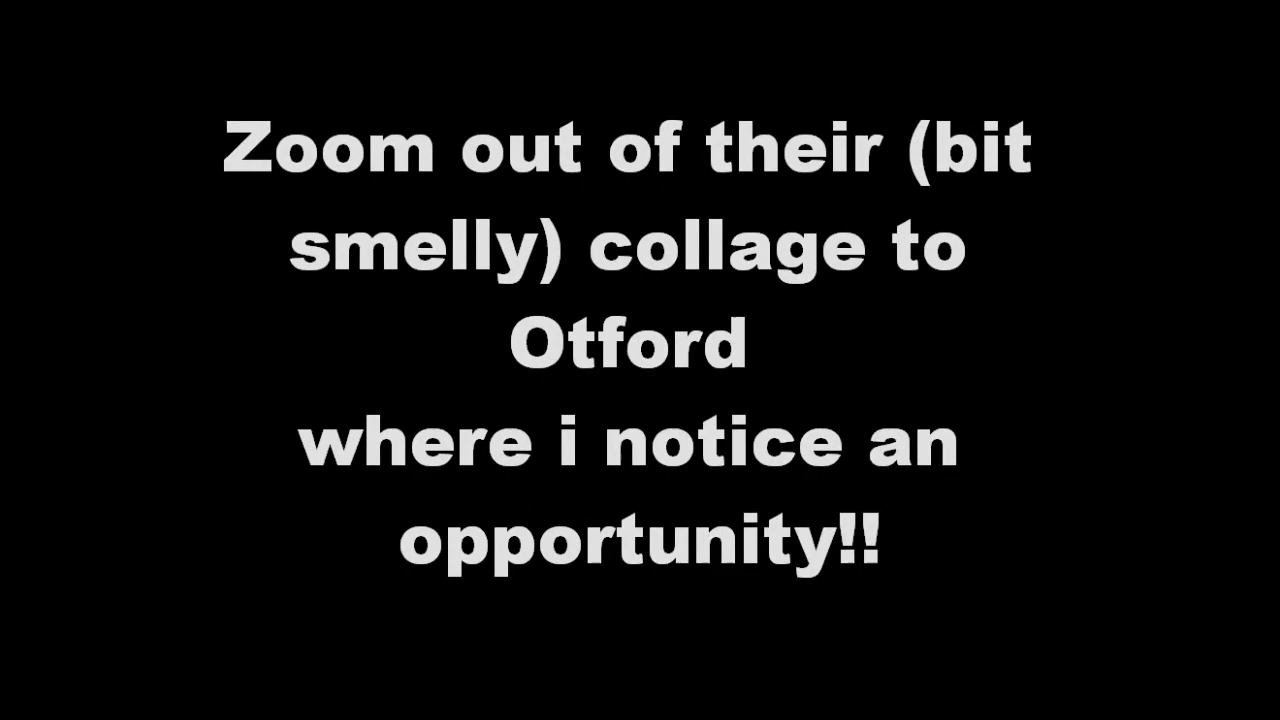 Zoom out of their (bit
smelly) collage to
Otford
where i notice an
opportunity!!